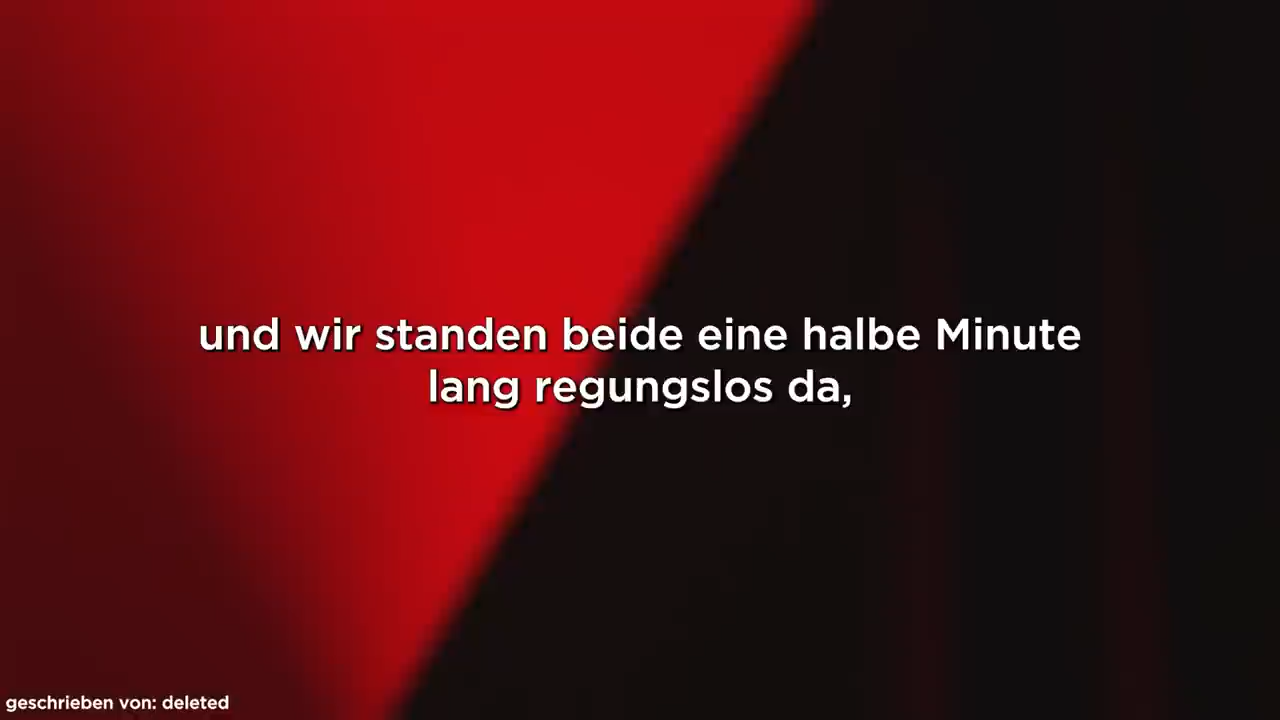 und wir standen beide eine halbe Minute
lang regungslos da,
geschrieben von: deleted